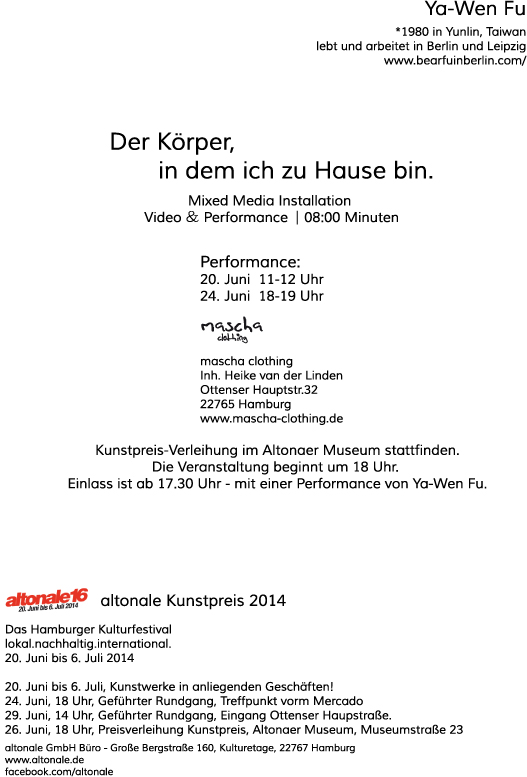 Ya-Wen Fu
*1980 in Yunlin, Taiwan
lebt und arbeitet in Berlin und Leipzig
www.bearfuinberlin.com/
Der Körper,
in dem ich zu Hause bin.
Mixed Media Installation
Video & Performance | 08:00 Minuten
Performance:
20. Juni 11-12 Uhr
24. Juni 18-19 Uhr
mascha
clothing
mascha clothing
Inh. Heike van der Linden
Ottenser Hauptstr.32
22765 Hamburg
www.mascha-clothing.de
Kunstpreis-Verleihung im Altonaer Museum stattfinden.
Die Veranstaltung beginnt um 18 Uhr.
Einlass ist ab 17.30 Uhr - mit einer Performance von Ya-Wen Fu.
altonale16
20. Juni bis 6. Juli 2014
altonale Kunstpreis 2014
Das Hamburger Kulturfestival
lokal.nachhaltig.international.
20. Juni bis 6. Juli 2014
20. Juni bis 6. Juli, Kunstwerke in anliegenden Geschäften!
24. Juni, 18 Uhr, Geführter Rundgang, Treffpunkt vorm Mercado
29. Juni, 14 Uhr, Geführter Rundgang, Eingang Ottenser Haupstraße.
26. Juni, 18 Uhr, Preisverleihung Kunstpreis, Altonaer Museum, Museumstraße 23
altonale GmbH Büro - Große Bergstraße 160, Kulturetage, 22767 Hamburg
www.altonale.de
facebook.com/altonale